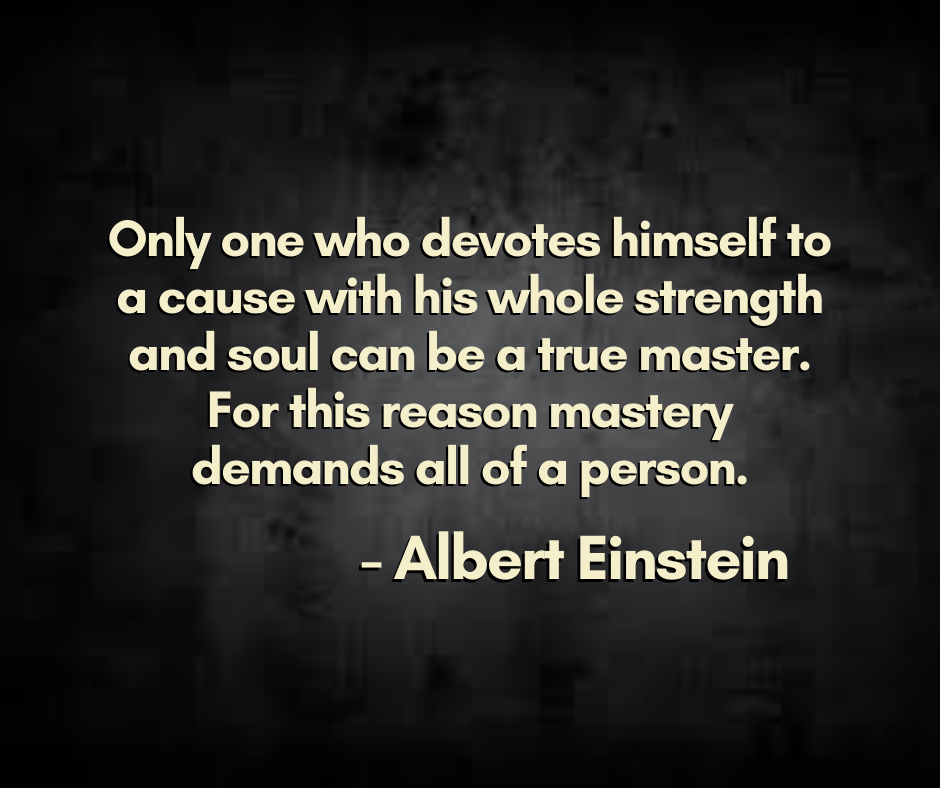 Only one who devotes himself to
a cause with his whole strength
and soul can be a true master.
For this reason mastery
demands all of a person.
- Albert Einstein